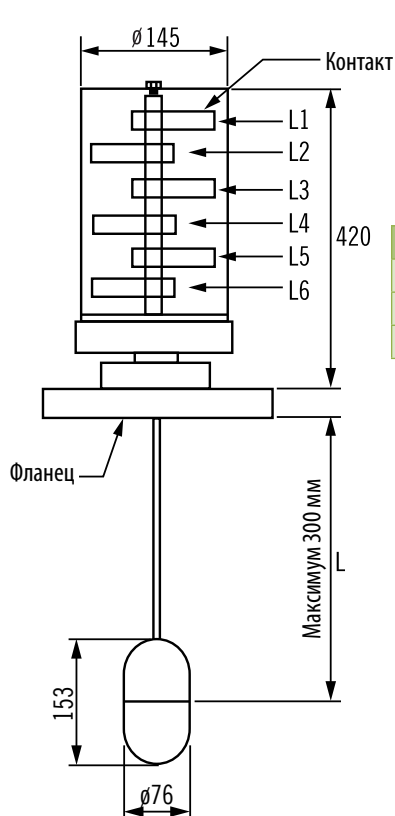 ø145
Контакт
L1
L2
L3
L4
L5
L6
420
Фланец
Максимум 300 мм
L
153
ø76